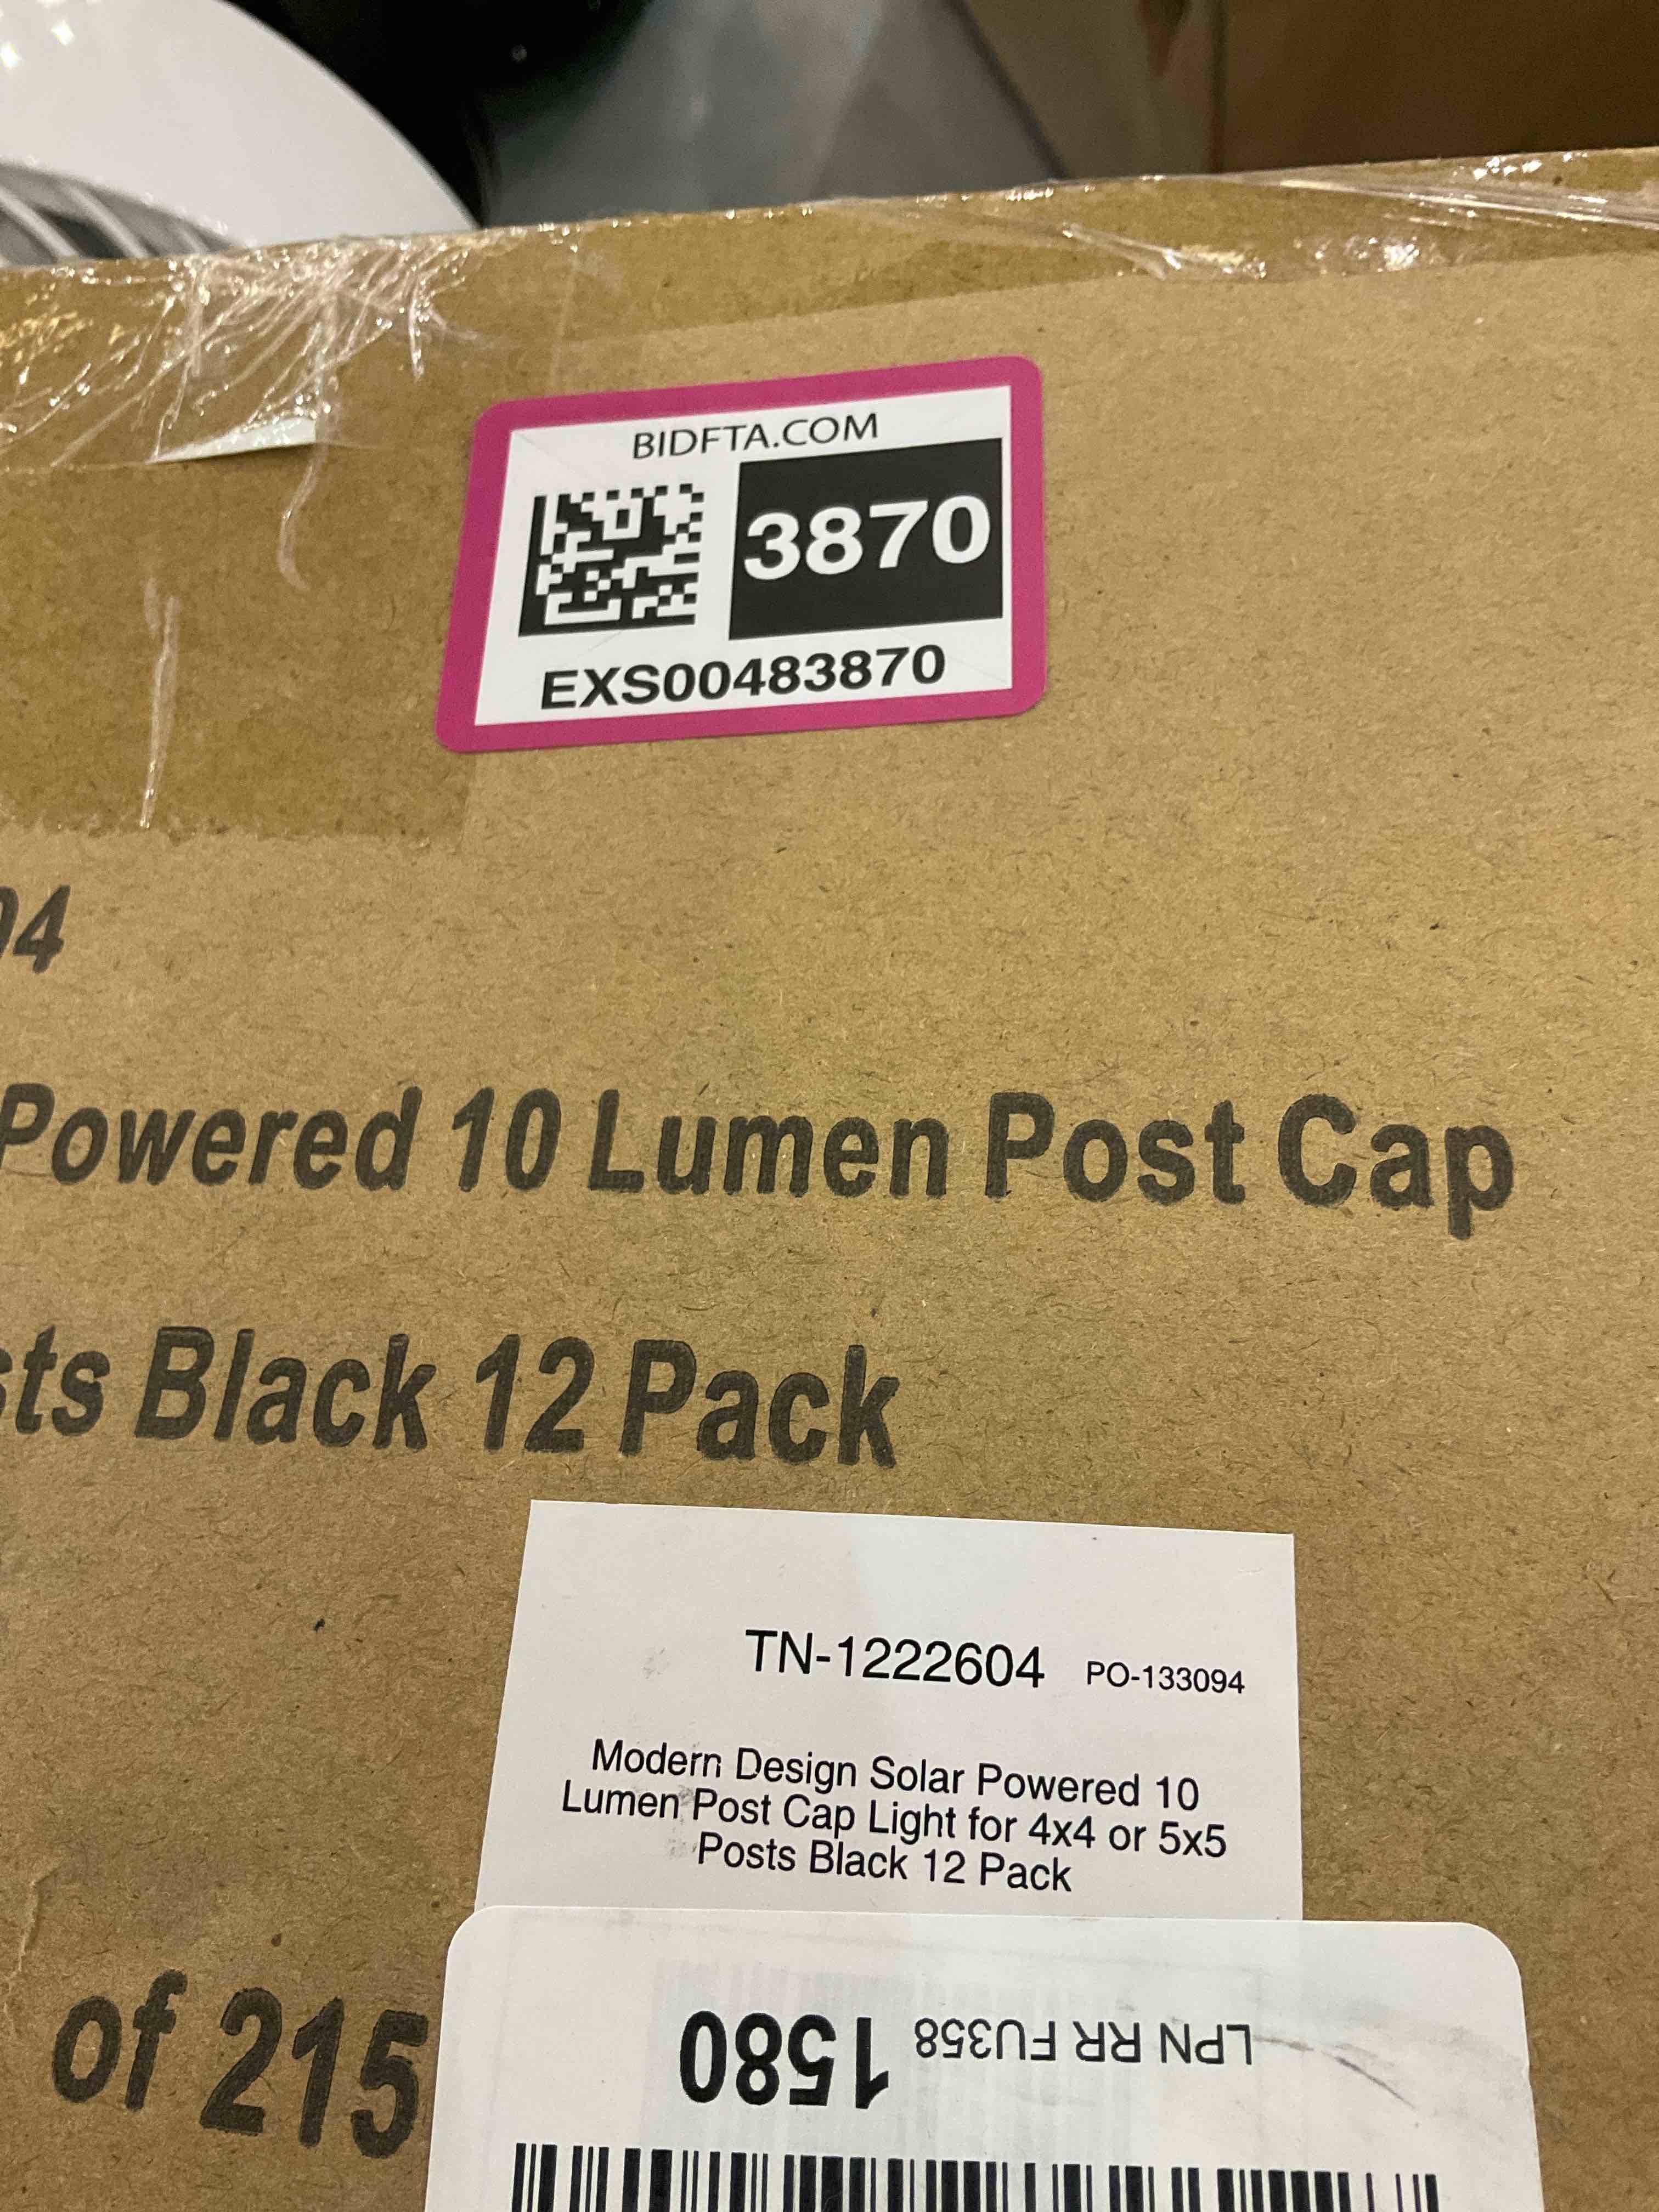 BIDFTA.COM
3870
EXS00483870
04
Powered 10 Lumen Post Cap
sts Black 12 Pack
TN-1222604 PO-133094
Modern Design Solar Powered 10
Lumen Post Cap Light for 4x4 or 5x5
Posts Black 12 Pack
of 215
LPN RR FU358 1580